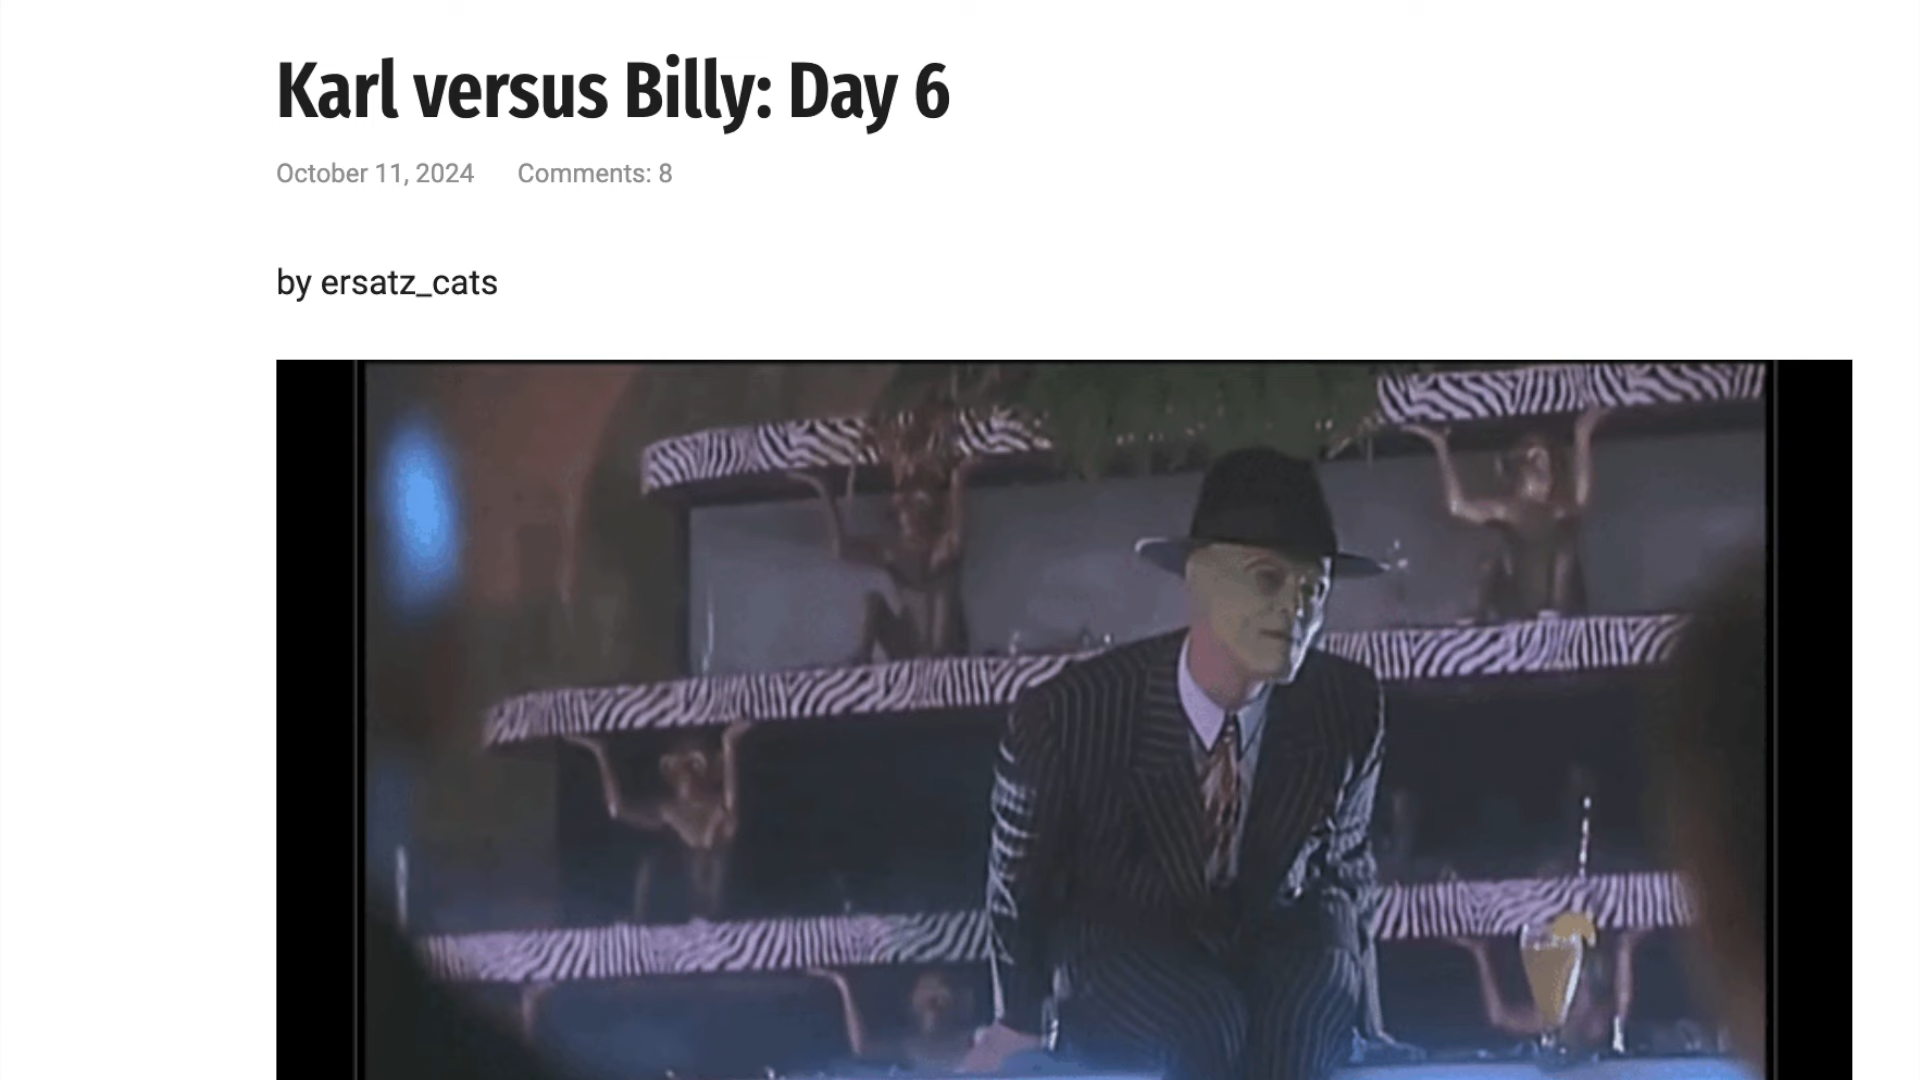 Karl versus Billy: Day 6
October 11, 2024 Comments: 8
by ersatz_cats